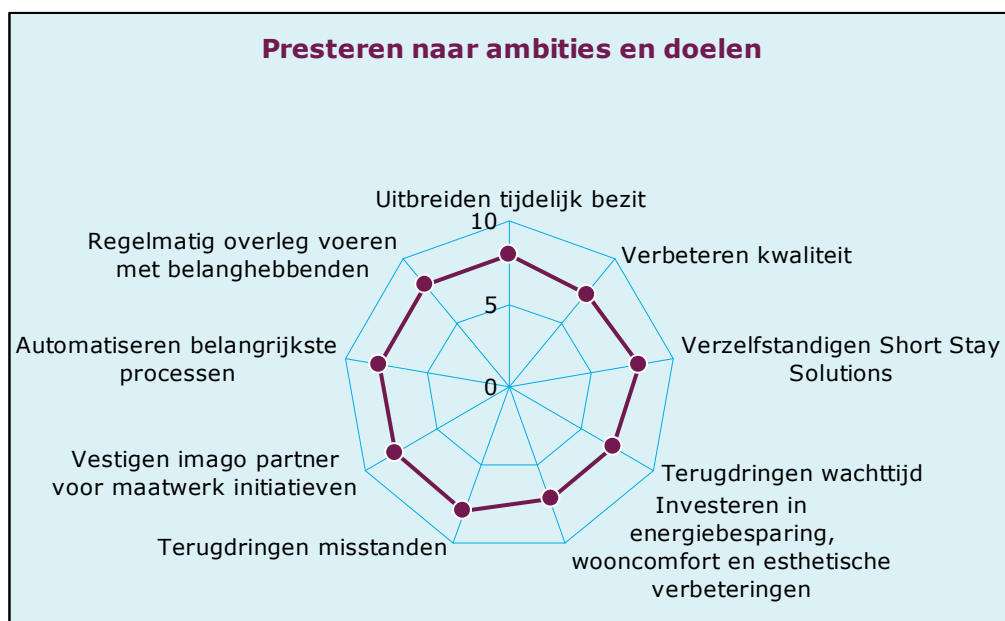 Presteren naar ambities en doelen
Uitbreiden tijdelijk bezit
10
Regelmatig overleg voeren
met belanghebbenden
Verbeteren kwaliteit
5
Automatiseren belangrijkste
processen
Verzelfstandigen Short Stay
Solutions
0
Vestigen imago partner
voor maatwerk initiatieven
Terugdringen wachttijd
Investeren in
energiebesparing,
wooncomfort en esthetische
verbeteringen
Terugdringen misstanden